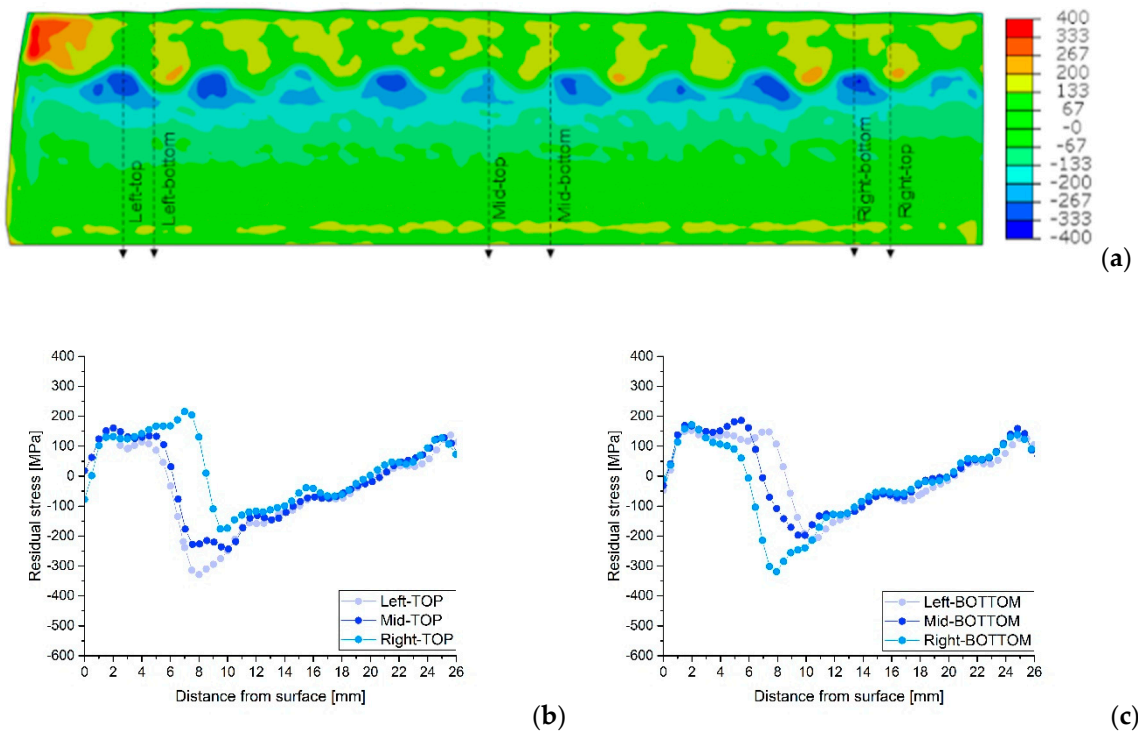 400
333
267
200
133
67
-0
-67
-133
-200
-267
-333
-400
Left-top
Left-bottom
Mid-top
Mid-bottom
Right-bottom
Right-top
(a)
400
300
200
100
0
-100
-200
-300
-400
-500
-600
Residual stress [MPa]
Left-TOP
Mid-TOP
Right-TOP
0 2 4 6 8 10 12 14 16 18 20 22 24 26
Distance from surface [mm]
(b)
400
300
200
100
0
-100
-200
-300
-400
-500
-600
Residual stress [MPa]
Left-BOTTOM
Mid-BOTTOM
Right-BOTTOM
0 2 4 6 8 10 12 14 16 18 20 22 24 26
Distance from surface [mm]
(c)